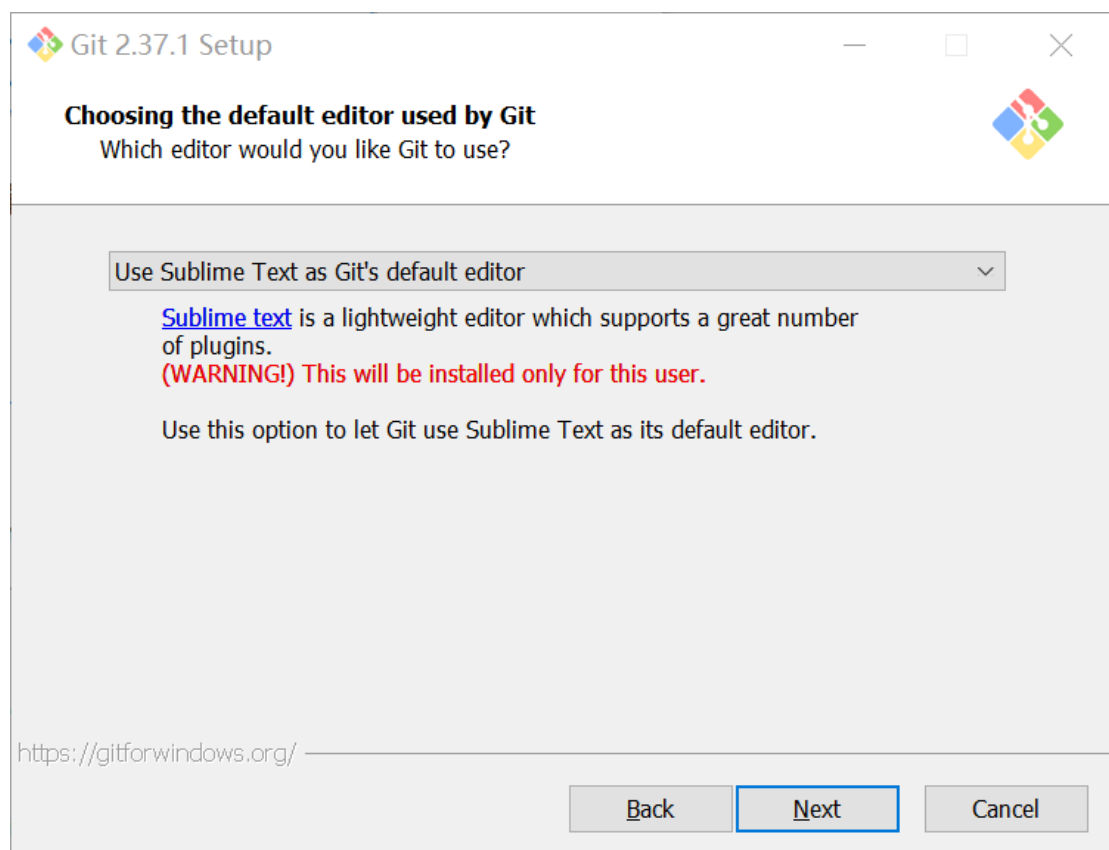 Git 2.37.1 Setup
Choosing the default editor used by Git
Which editor would you like Git to use?
Use Sublime Text as Git's default editor
Sublime text is a lightweight editor which supports a great number
of plugins.
(WARNING!) This will be installed only for this user.
Use this option to let Git use Sublime Text as its default editor.
https://gitforwindows.org/
Back Next Cancel